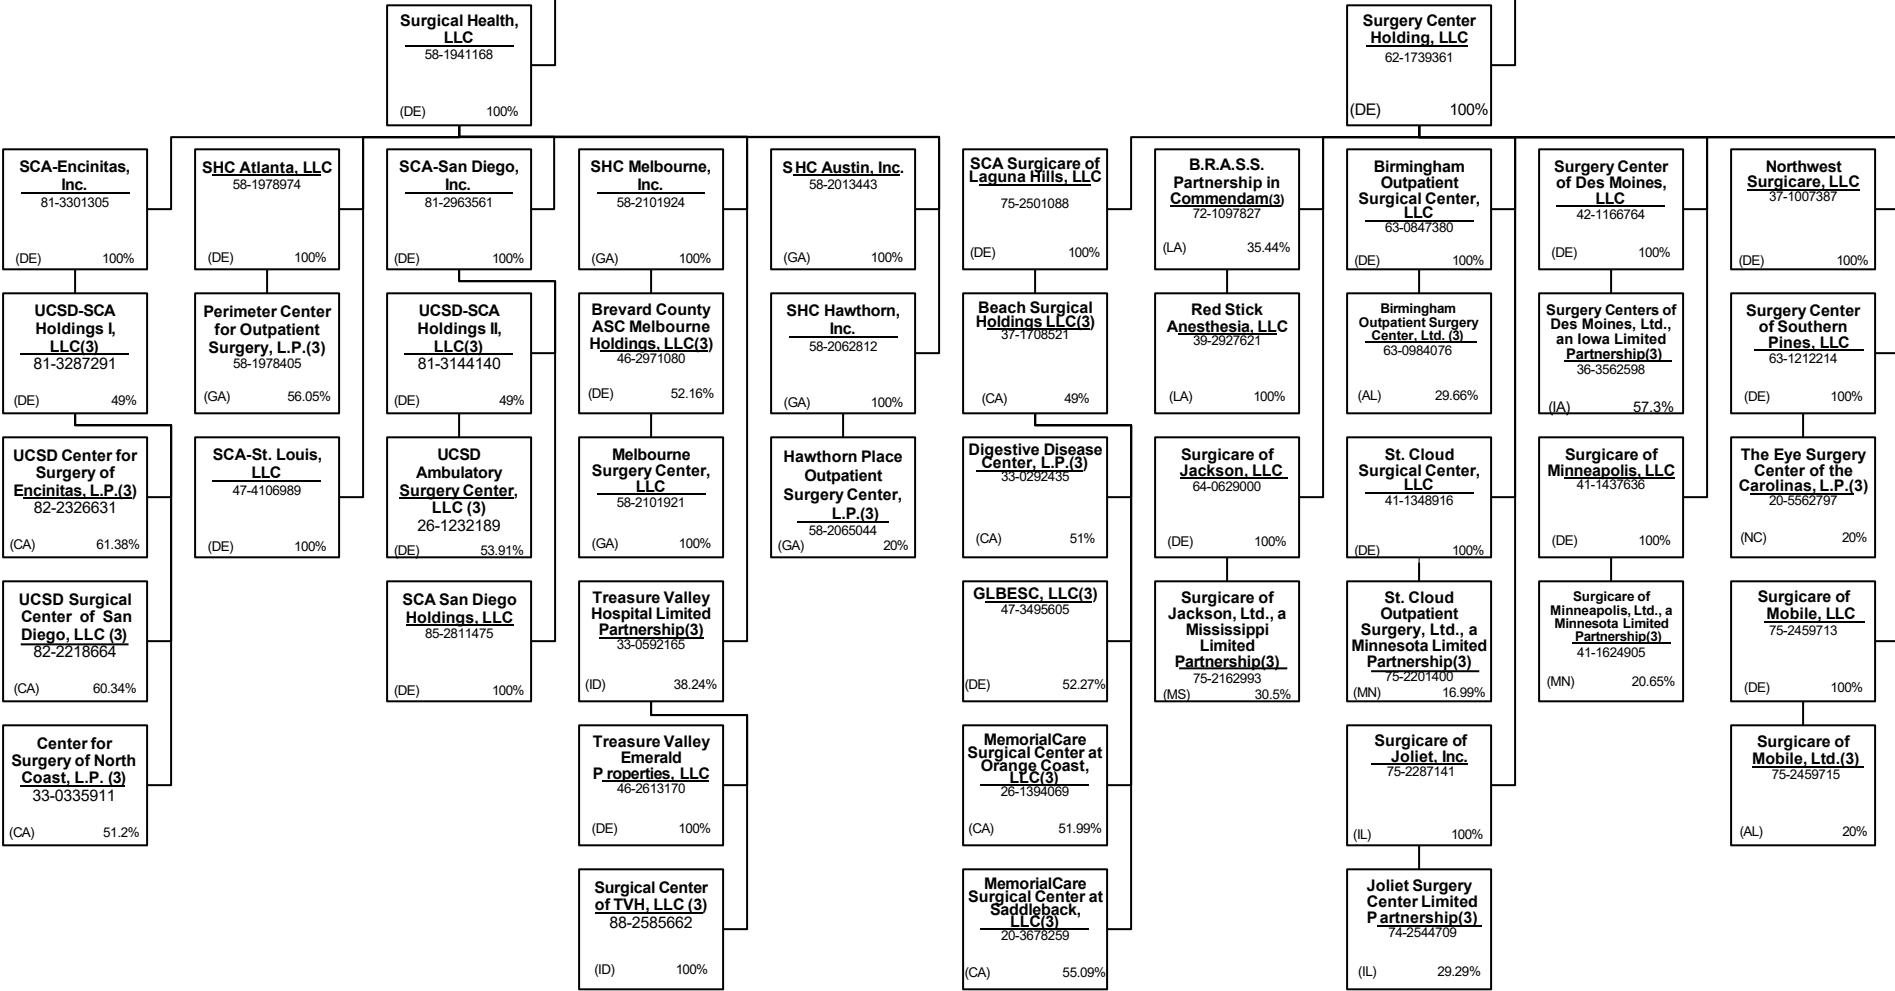 Surgical Health,
LLC
58-1941168
(DE) 100%
Surgery Center
Holding, LLC
62-1739361
(DE) 100%
SCA-Encinitas,
Inc.
81-3301305
(DE) 100%
SHC Atlanta, LLC
58-1978974
(DE) 100%
SCA-San Diego,
Inc.
81-2963561
(DE) 100%
SHC Melbourne,
Inc.
58-2101924
(GA) 100%
SHC Austin, Inc.
58-2013443
(GA) 100%
SCA Surgicare of
Laguna Hills, LLC
75-2501088
(DE) 100%
B.R.A.S.S.
Partnership in
Commendam(3)
72-1097827
(LA) 35.44%
Birmingham
Outpatient
Surgical Center,
LLC
63-0847380
(DE) 100%
Surgery Center
of Des Moines,
LLC
42-1166764
(DE) 100%
Northwest
Surgicare, LLC
37-1007387
(DE) 100%
UCSD-SCA
Holdings I,
LLC(3)
81-3287291
(DE) 49%
Perimeter Center
for Outpatient
Surgery, L.P.(3)
58-1978405
(GA) 56.05%
UCSD-SCA
Holdings II,
LLC(3)
81-3144140
(DE) 49%
Brevard County
ASC Melbourne
Holdings, LLC(3)
46-2971080
(DE) 52.16%
SHC Hawthorn,
Inc.
58-2062812
(GA) 100%
Beach Surgical
Holdings LLC(3)
37-1708521
(CA) 49%
Red Stick
Anesthesia, LLC
39-2927621
(LA) 100%
Birmingham
Outpatient Surgery
Center, Ltd. (3)
63-0984076
(AL) 29.66%
Surgery Centers of
Des Moines, Ltd.,
an Iowa Limited
Partnership(3)
36-3562598
(IA) 57.3%
Surgery Center
of Southern
Pines, LLC
63-1212214
(DE) 100%
UCSD Center for
Surgery of
Encinitas, L.P.(3)
82-2326631
(CA) 61.38%
SCA-St. Louis,
LLC
47-4106989
(DE) 100%
UCSD
Ambulatory
Surgery Center,
LLC (3)
26-1232189
(DE) 53.91%
Melbourne
Surgery Center,
LLC
58-2101921
(GA) 100%
Hawthorn Place
Outpatient
Surgery Center,
L.P.(3)
58-2065044
(GA) 20%
Digestive Disease
Center, L.P.(3)
33-0292435
(CA) 51%
Surgicare of
Jackson, LLC
64-0629000
(DE) 100%
St. Cloud
Surgical Center,
LLC
41-1348916
(DE) 100%
Surgicare of
Minneapolis, LLC
41-1437636
(DE) 100%
The Eye Surgery
Center of the
Carolinas, L.P.(3)
20-5562797
(NC) 20%
UCSD Surgical
Center of San
Diego, LLC (3)
82-2218664
(CA) 60.34%
SCA San Diego
Holdings, LLC
85-2811475
(DE) 100%
Treasure Valley
Hospital Limited
Partnership(3)
33-0592165
(ID) 38.24%
GLBESC, LLC(3)
47-3495605
(DE) 52.27%
Surgicare of
Jackson, Ltd., a
Mississippi
Limited
Partnership(3)
75-2162993
(MS) 30.5%
St. Cloud
Outpatient
Surgery, Ltd., a
Minnesota Limited
Partnership(3)
75-2201400
(MN) 16.99%
Surgicare of
Minneapolis, Ltd., a
Minnesota Limited
Partnership(3)
41-1624905
(MN) 20.65%
Surgicare of
Mobile, LLC
75-2459713
(DE) 100%
Center for
Surgery of North
Coast, L.P. (3)
33-0335911
(CA) 51.2%
Treasure Valley
Emerald
Properties, LLC
46-2613170
(DE) 100%
MemorialCare
Surgical Center at
Orange Coast,
LLC(3)
26-1394069
(CA) 51.99%
Surgicare of
Joliet, Inc.
75-2287141
(IL) 100%
Surgicare of
Mobile, Ltd.(3)
75-2459715
(AL) 20%
Surgical Center
of TVH, LLC (3)
88-2585662
(ID) 100%
MemorialCare
Surgical Center at
Saddleback,
LLC(3)
20-3678259
(CA) 55.09%
Joliet Surgery
Center Limited
Partnership(3)
74-2544709
(IL) 29.29%